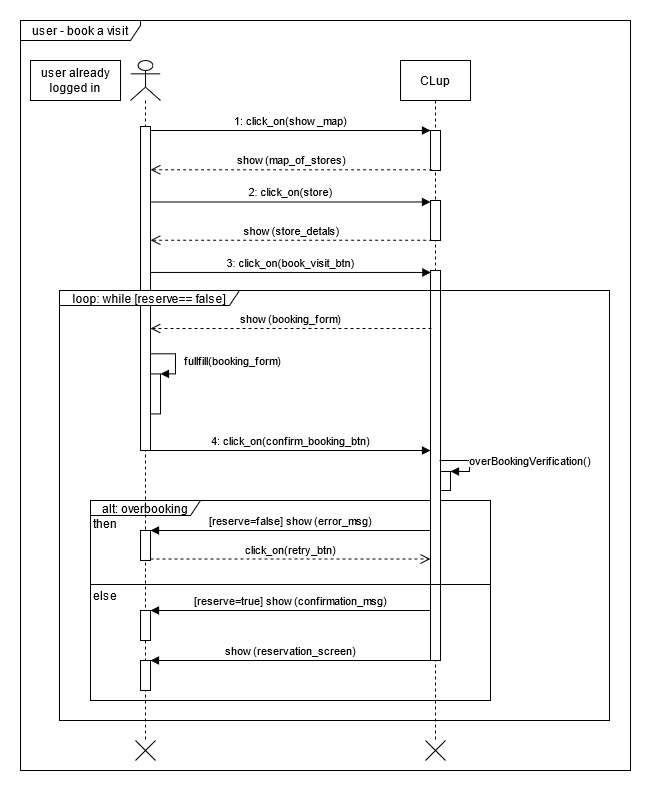 user - book a visit
user already
logged in
CLup
1: click_on(show _map)
show (map_of_stores)
2: click_on(store)
show (store_detals)
3: click_on(book_visit_btn)
loop: while [reserve== false]
show (booking_form)
fullfill(booking_form)
4: click_on(confirm_booking_btn)
overBookingVerification()
alt: overbooking
then
[reserve=false] show (error_msg)
click_on(retry_btn)
else
[reserve=true] show (confirmation_msg)
show (reservation_screen)